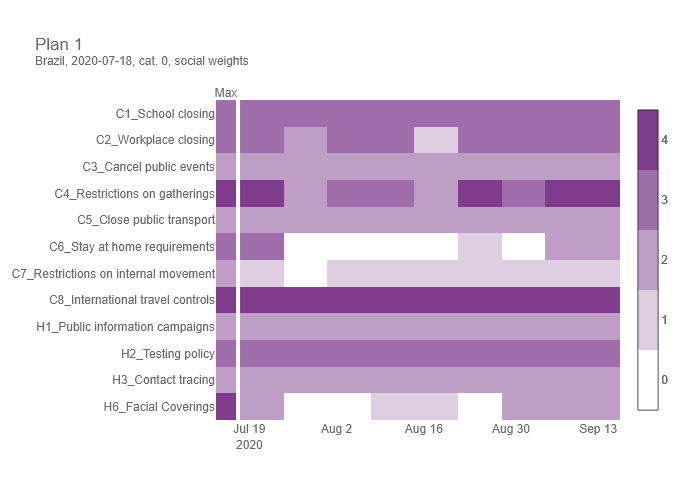 Plan 1
Brazil, 2020-07-18, cat. 0, social weights
Max
C1_School closing
C2_Workplace closing
C3_Cancel public events
C4_Restrictions on gatherings
C5_Close public transport
C6_Stay at home requirements
C7_Restrictions on internal movement
C8_International travel controls
H1_Public information campaigns
H2_Testing policy
H3_Contact tracing
H6_Facial Coverings
Jul 19 Aug 2 Aug 16 Aug 30 Sep 13
2020
4
3
2
1
0